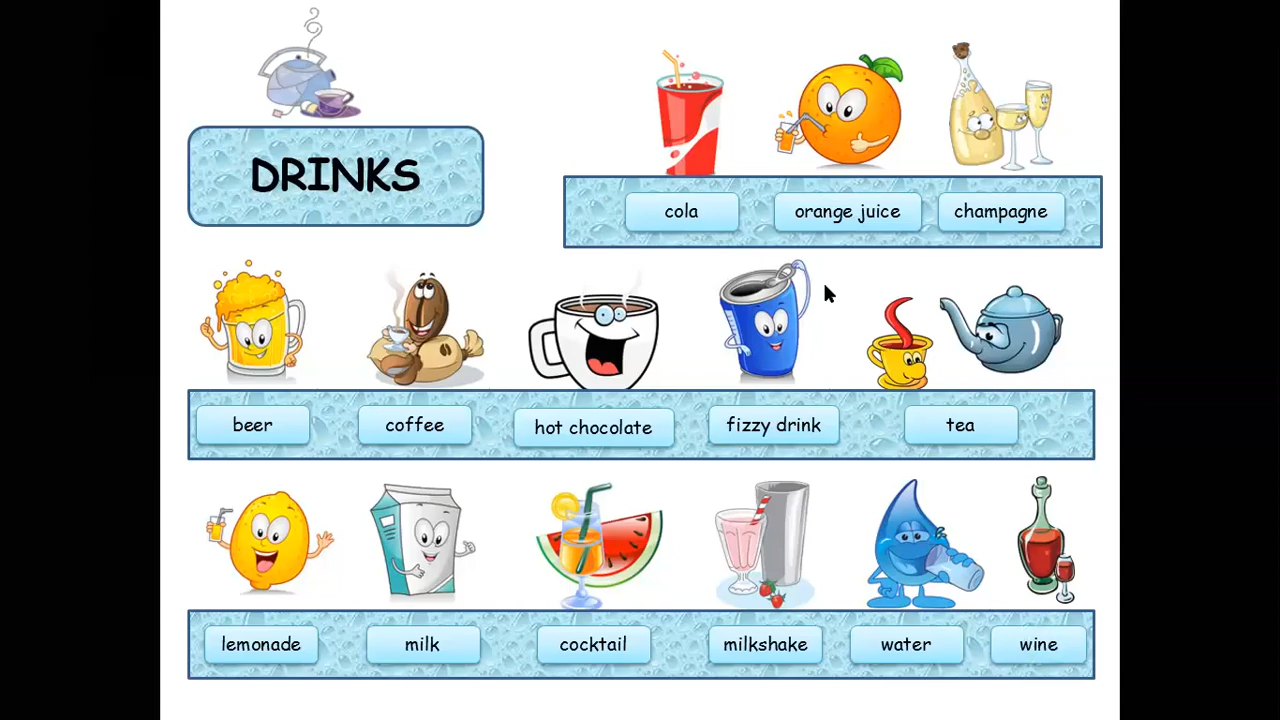 DRINKS
cola orange juice champagne
beer coffee hot chocolate fizzy drink tea
lemonade milk cocktail milkshake water wine